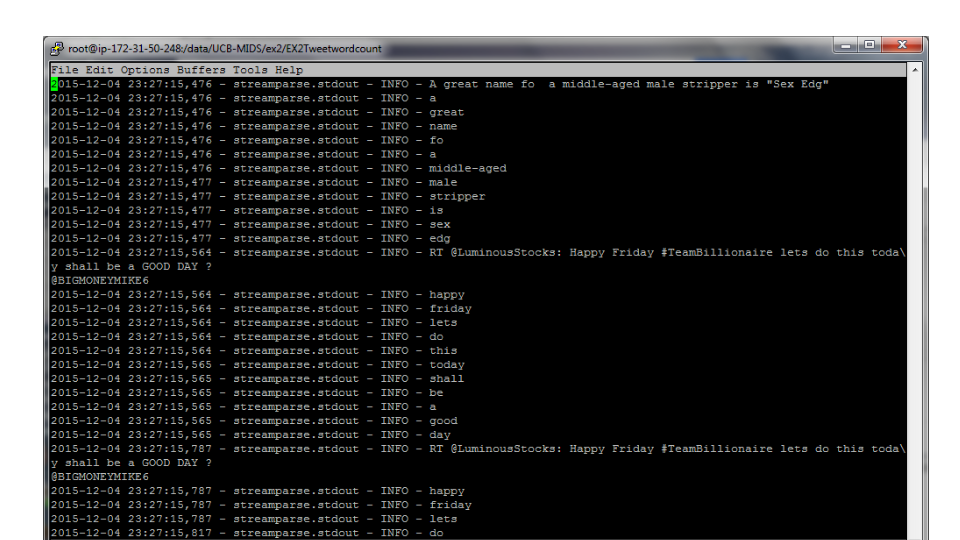 root@ip-172-31-50-248:/data/UCB-MIDS/ex2/EX2Tweetwordcount
File Edit Options Buffers Tools Help
2015-12-04 23:27:15,476 - streamparse.stdout - INFO - A great name fo  a middle-aged male stripper is "Sex Edg"
2015-12-04 23:27:15,476 - streamparse.stdout - INFO - a
2015-12-04 23:27:15,476 - streamparse.stdout - INFO - great
2015-12-04 23:27:15,476 - streamparse.stdout - INFO - name
2015-12-04 23:27:15,476 - streamparse.stdout - INFO - fo
2015-12-04 23:27:15,476 - streamparse.stdout - INFO - a
2015-12-04 23:27:15,476 - streamparse.stdout - INFO - middle-aged
2015-12-04 23:27:15,477 - streamparse.stdout - INFO - male
2015-12-04 23:27:15,477 - streamparse.stdout - INFO - stripper
2015-12-04 23:27:15,477 - streamparse.stdout - INFO - is
2015-12-04 23:27:15,477 - streamparse.stdout - INFO - sex
2015-12-04 23:27:15,477 - streamparse.stdout - INFO - edg
2015-12-04 23:27:15,564 - streamparse.stdout - INFO - RT @LuminousStocks: Happy Friday #TeamBillionaire lets do this toda\
y shall be a GOOD DAY ?
@BIGMONEYMIKE6
2015-12-04 23:27:15,564 - streamparse.stdout - INFO - happy
2015-12-04 23:27:15,564 - streamparse.stdout - INFO - friday
2015-12-04 23:27:15,564 - streamparse.stdout - INFO - lets
2015-12-04 23:27:15,564 - streamparse.stdout - INFO - do
2015-12-04 23:27:15,564 - streamparse.stdout - INFO - this
2015-12-04 23:27:15,565 - streamparse.stdout - INFO - today
2015-12-04 23:27:15,565 - streamparse.stdout - INFO - shall
2015-12-04 23:27:15,565 - streamparse.stdout - INFO - be
2015-12-04 23:27:15,565 - streamparse.stdout - INFO - a
2015-12-04 23:27:15,565 - streamparse.stdout - INFO - good
2015-12-04 23:27:15,565 - streamparse.stdout - INFO - day
2015-12-04 23:27:15,787 - streamparse.stdout - INFO - RT @LuminousStocks: Happy Friday #TeamBillionaire lets do this toda\
y shall be a GOOD DAY ?
@BIGMONEYMIKE6
2015-12-04 23:27:15,787 - streamparse.stdout - INFO - happy
2015-12-04 23:27:15,787 - streamparse.stdout - INFO - friday
2015-12-04 23:27:15,787 - streamparse.stdout - INFO - lets
2015-12-04 23:27:15,817 - streamparse.stdout - INFO - do